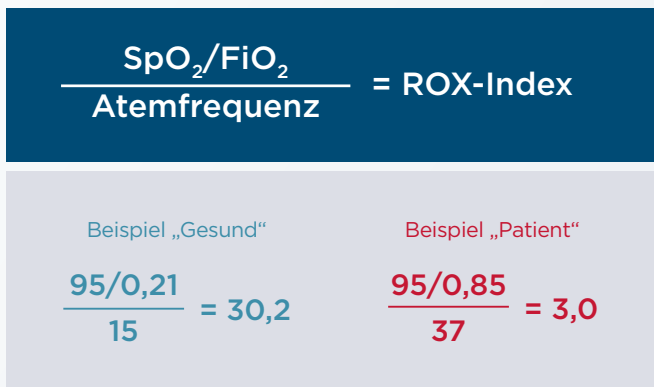 SpO₂/FiO₂
Atemfrequenz
= ROX-Index
Beispiel „Gesund“
95/0,21
15
= 30,2
Beispiel „Patient“
95/0,85
37
= 3,0